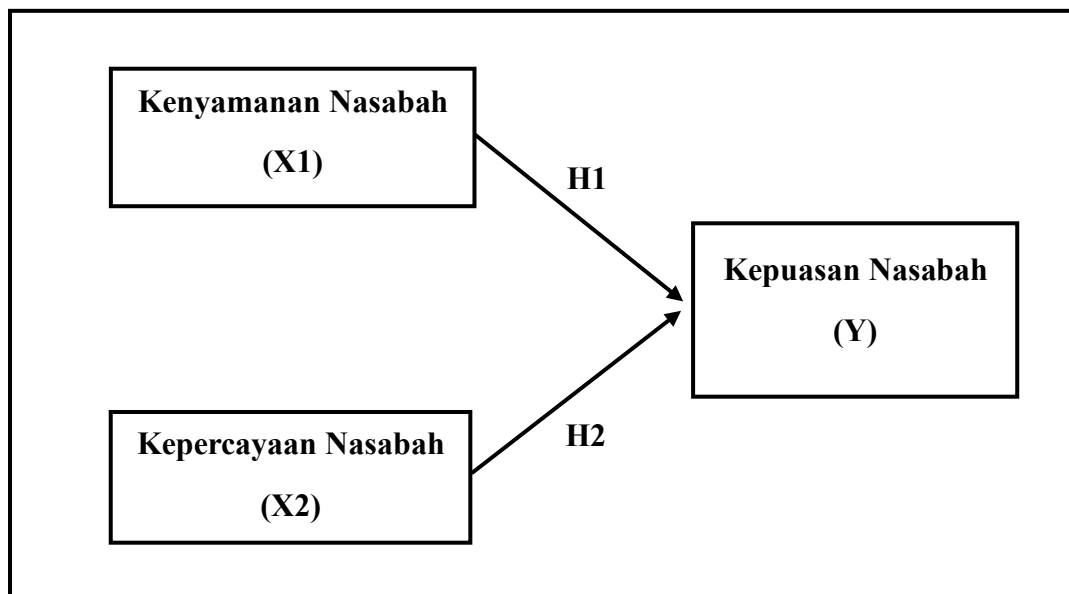 Kenyamanan Nasabah
(X1)
H1
Kepuasan Nasabah
(Y)
Kepercayaan Nasabah
(X2)
H2